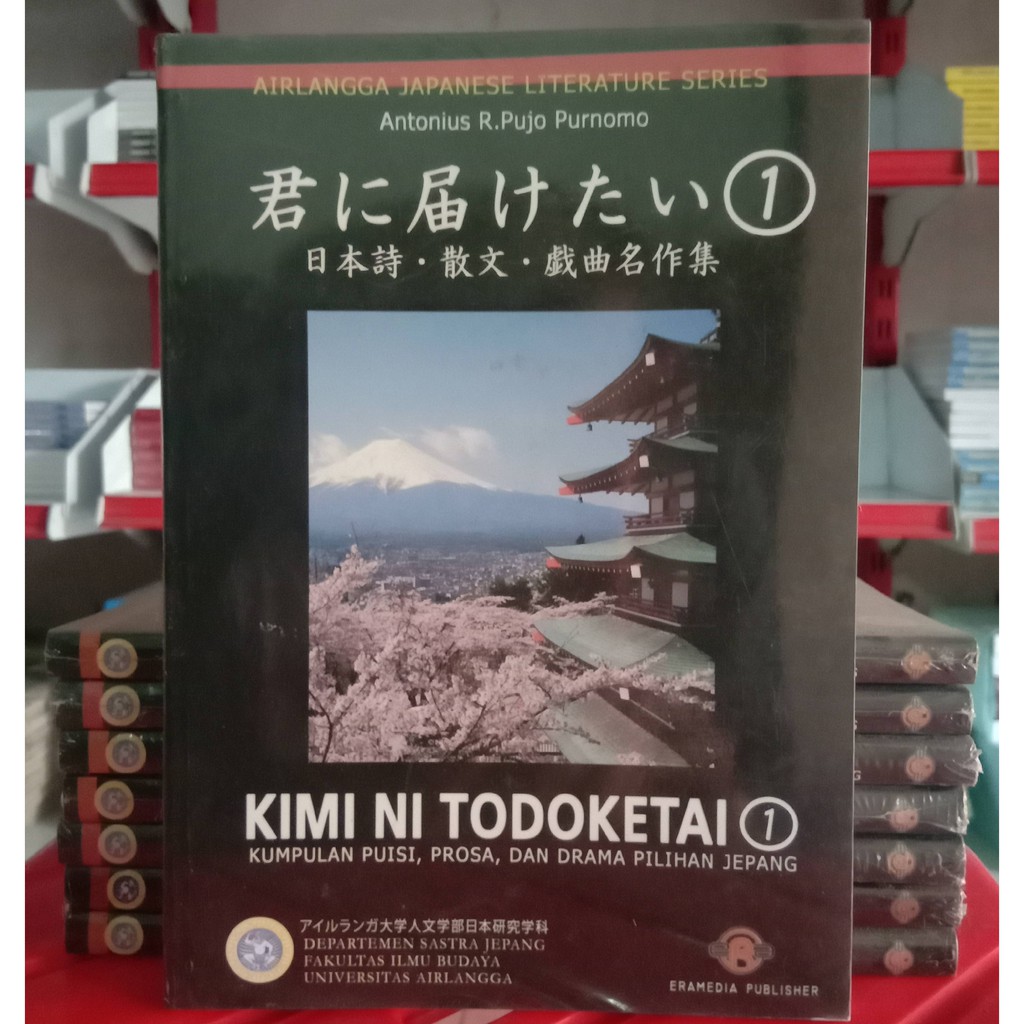 AIRLANGGA JAPANESE LITERATURE SERIES
Antonius R.Pujo Purnomo
君に届けたい①
日本詩・散文・戯曲名作集
KIMI NI TODOKETAI①
KUMPULAN PUISI, PROSA, DAN DRAMA PILIHAN JEPANG
アイルランガ大学人文学部日本研究学科
DEPARTEMEN SASTRA JEPANG
FAKULTAS ILMU BUDAYA
UNIVERSITAS AIRLANGGA
ERAMEDIA PUBLISHER